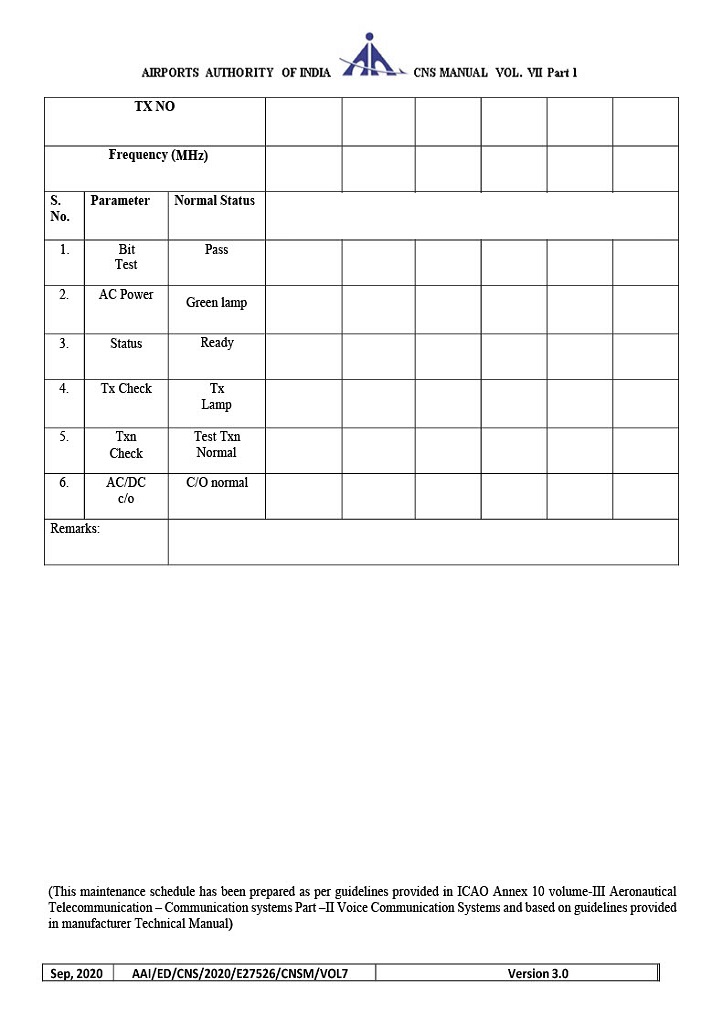 AIRPORTS AUTHORITY OF INDIA CNS MANUAL VOL. VII Part 1
TX NO
Frequency (MHz)
S. Parameter Normal Status
No.
1. Bit Pass
Test
2. AC Power Green lamp
3. Status Ready
4. Tx Check Tx
Lamp
5. Txn Test Txn
Check Normal
6. AC/DC C/O normal
c/o
Remarks:
(This maintenance schedule has been prepared as per guidelines provided in ICAO Annex 10 volume-III Aeronautical
Telecommunication – Communication systems Part –II Voice Communication Systems and based on guidelines provided
in manufacturer Technical Manual)
Sep, 2020 AAI/ED/CNS/2020/E27526/CNSM/VOL7 Version 3.0